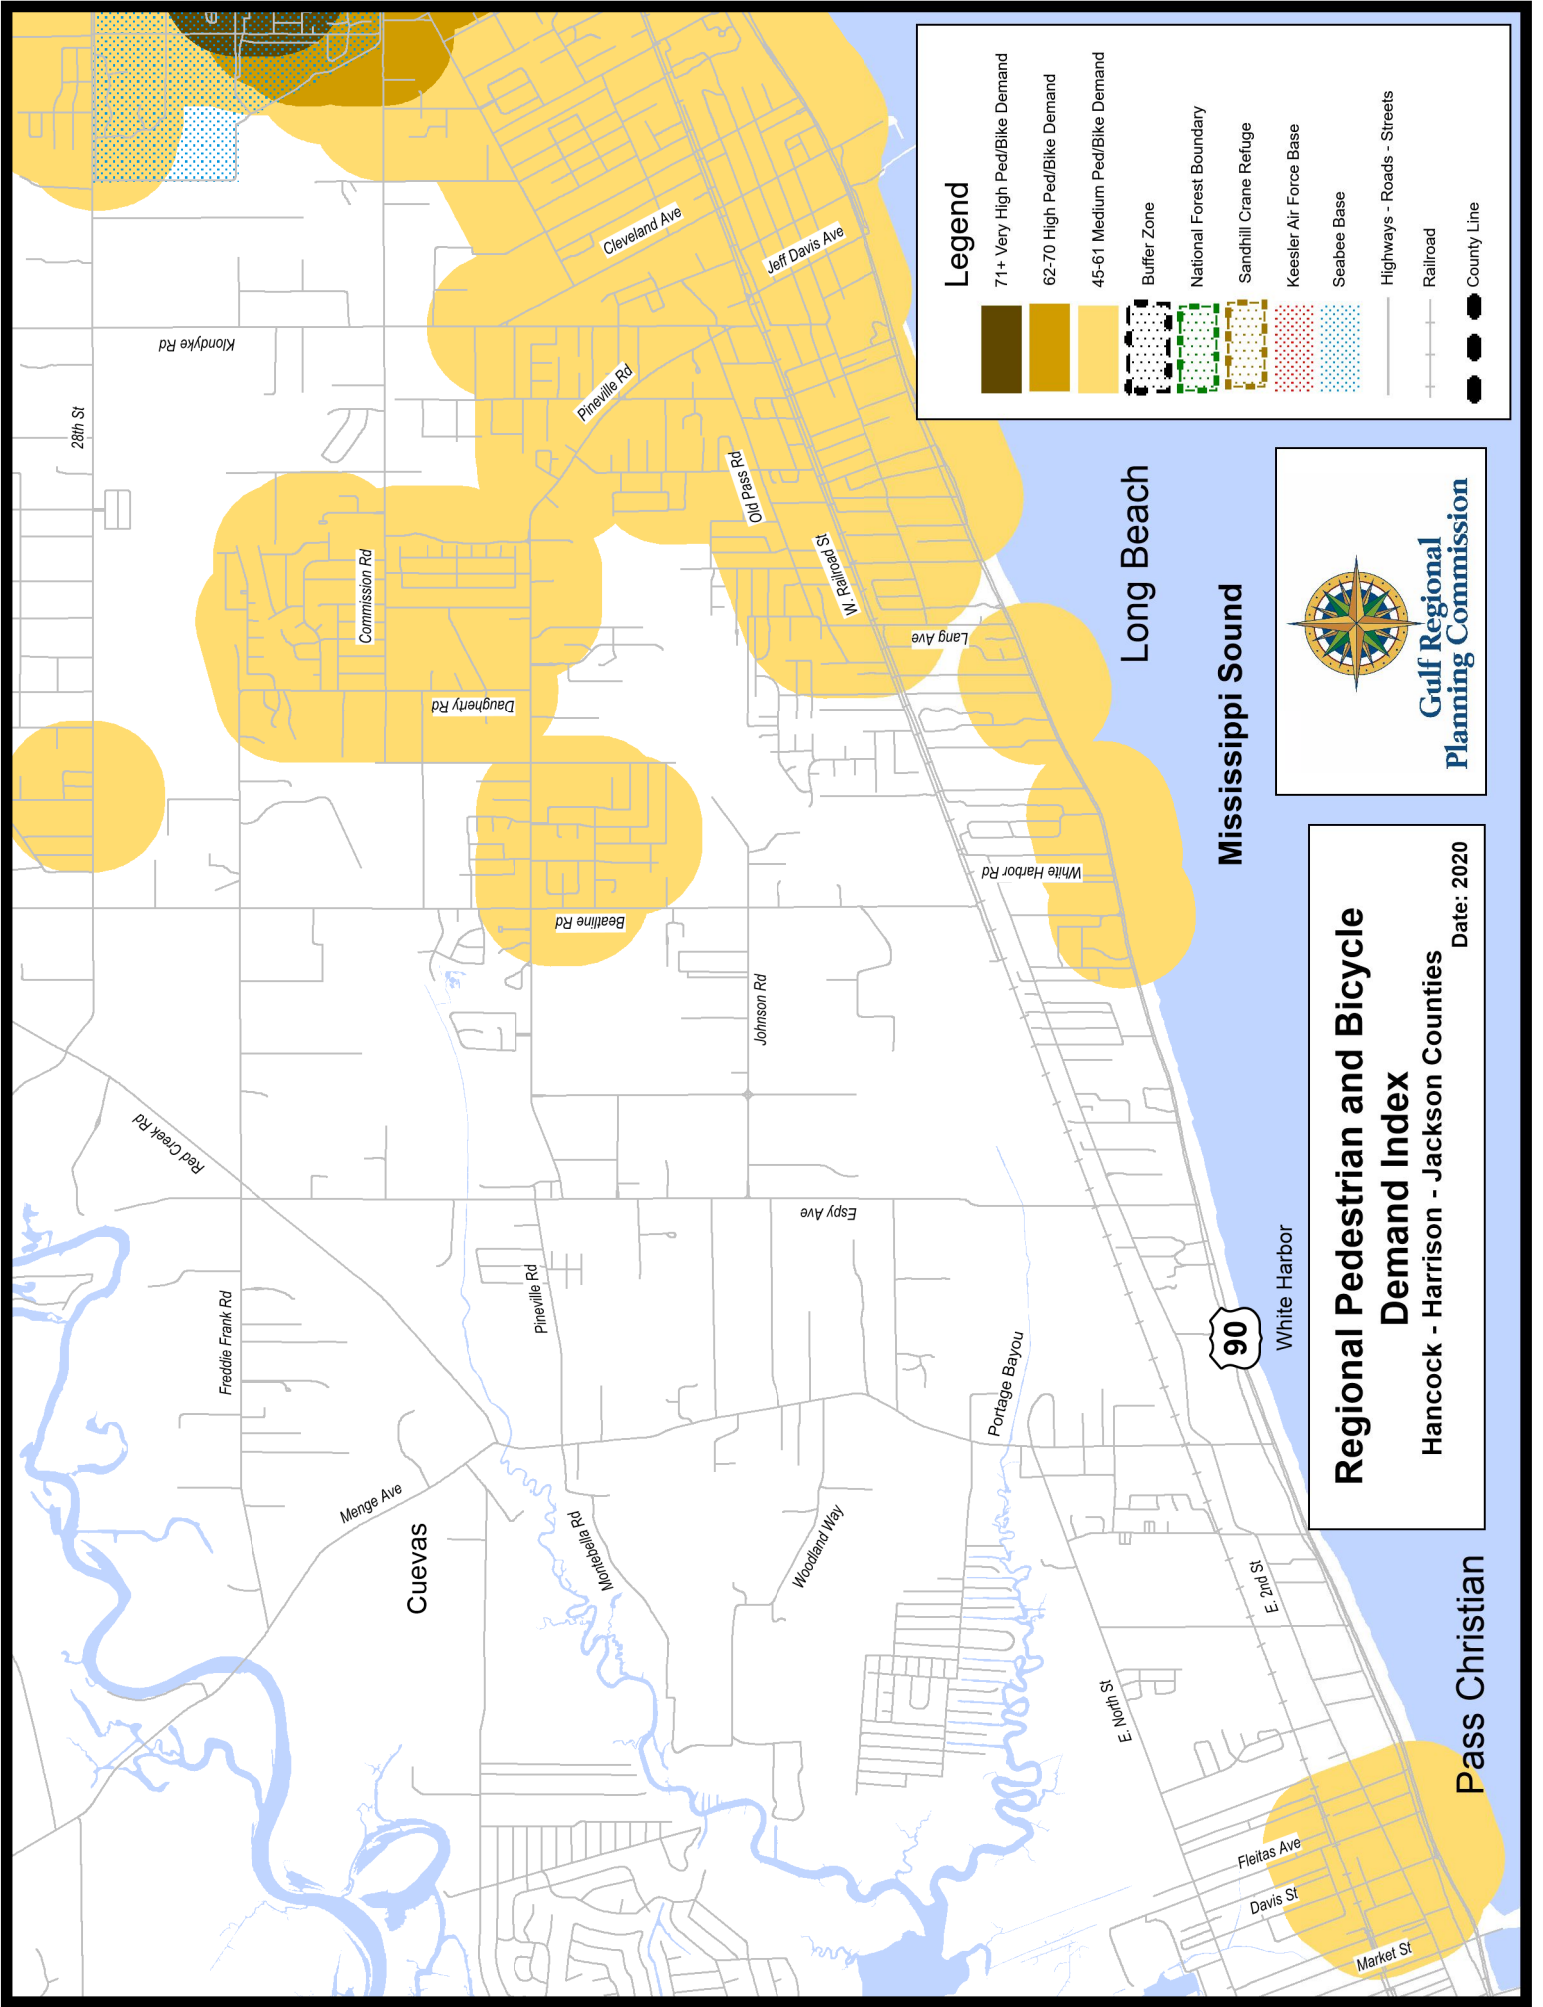 28th St
Klondyke Rd
Cleveland Ave
Jeff Davis Ave
Pineville Rd
Old Pass Rd
W. Railroad St
Commission Rd
Daugherty Rd
Lang Ave
Beatline Rd
White Harbor Rd
Johnson Rd
Red Creek Rd
Espy Ave
Freddie Frank Rd
Pineville Rd
Portage Bayou
Menge Ave
Cuevas
Montebella Rd
Woodland Way
E. 2nd St
E. North St
Fleitas Ave
Davis St
Market St
Long Beach
Mississippi Sound
90
White Harbor
Pass Christian
Legend
71+ Very High Ped/Bike Demand
62-70 High Ped/Bike Demand
45-61 Medium Ped/Bike Demand
Buffer Zone
National Forest Boundary
Sandhill Crane Refuge
Keesler Air Force Base
Seabee Base
Highways - Roads - Streets
Railroad
County Line
Gulf Regional
Planning Commission
Regional Pedestrian and Bicycle
Demand Index
Hancock - Harrison - Jackson Counties
Date: 2020